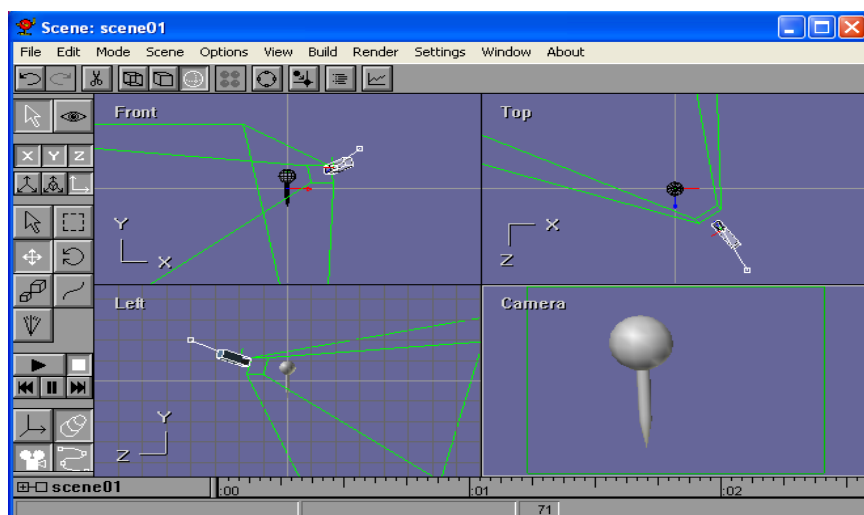 Scene: scene01
File Edit Mode Scene Options View Build Render Settings Window About
Front
Top
X Y Z
Y
X
X
Z
Left
Camera
Y
Z
scene01 :00 :01 :02
71